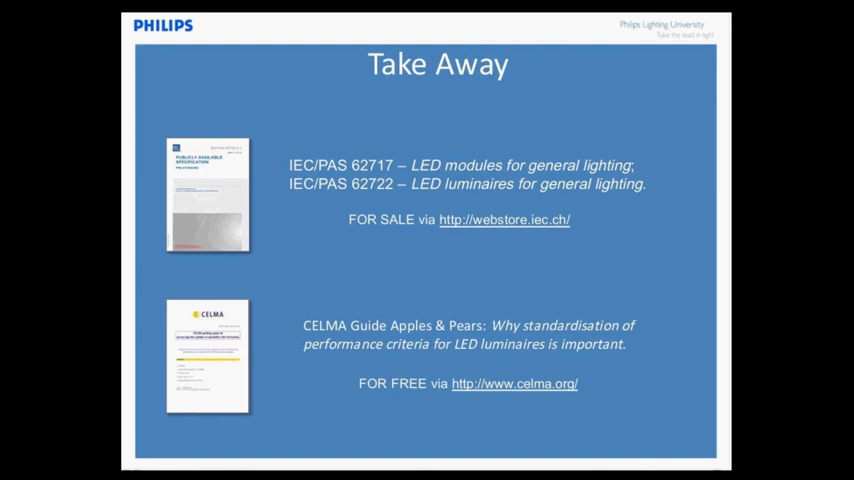 PHILIPS
Philips Lighting University
Take the lead in light
Take Away
PUBLICLY AVAILABLE
SPECIFICATION
IEC/PAS 62717 – LED modules for general lighting;
IEC/PAS 62722 – LED luminaires for general lighting.
FOR SALE via http://webstore.iec.ch/
CELMA
CELMA Guide Apples & Pears: Why standardisation of
performance criteria for LED luminaires is important.
FOR FREE via http://www.celma.org/